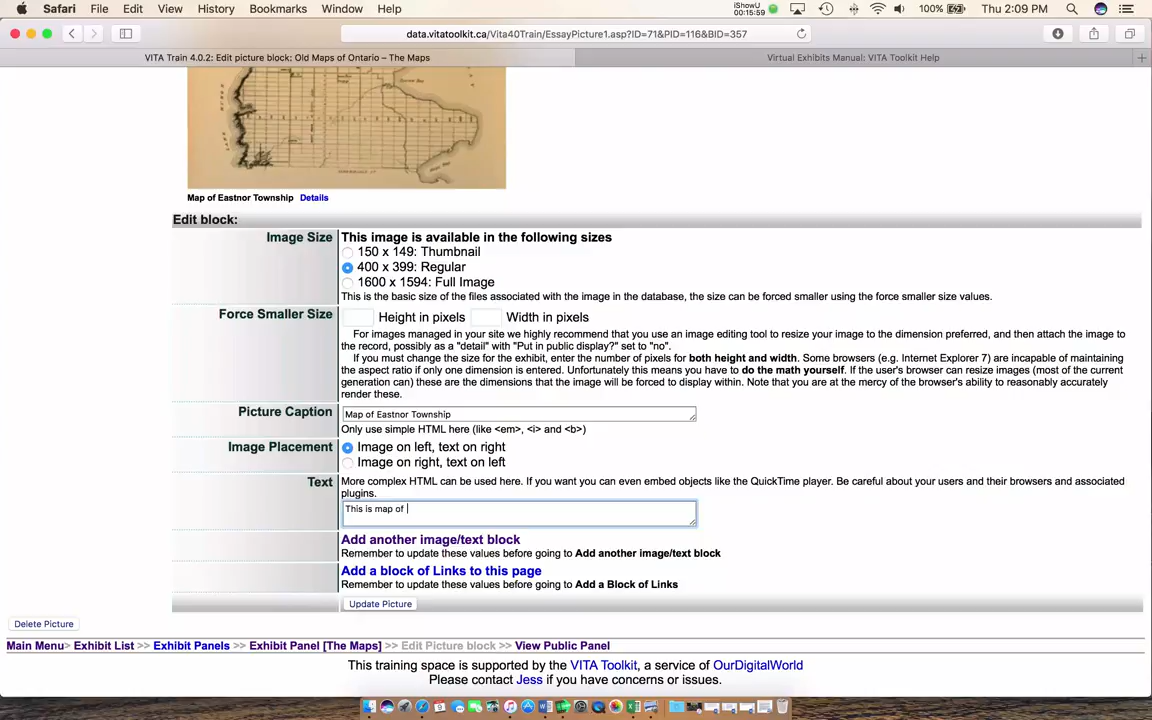 Safari File Edit View History Bookmarks Window Help iShowU 00:15:59 100% Thu 2:09 PM
data.vitatoolkit.ca/Vita40Train/EssayPicture1.asp?ID=71&PID=116&BID=357
VITA Train 4.0.2: Edit picture block; Old Maps of Ontario – The Maps
Virtual Exhibits Manual: VITA Toolkit Help
Map of Eastnor Township Details
Edit block:
Image Size This image is available in the following sizes
150 x 149: Thumbnail
400 x 399: Regular
1600 x 1594: Full Image
This is the basic size of the files associated with the image in the database, the size can be forced smaller using the force smaller size values.
Force Smaller Size Height in pixels Width in pixels
For images managed in your site we highly recommend that you use an image editing tool to resize your image to the dimension preferred, and then attach the image to
the record, possibly as a "detail" with "Put in public display?" set to "no".
If you must change the size for the exhibit, enter the number of pixels for both height and width. Some browsers (e.g. Internet Explorer 7) are incapable of maintaining
the aspect ratio if only one dimension is entered. Unfortunately this means you have to do the math yourself. If the user's browser can resize images (most of the current
generation can) these are the dimensions that the image will be forced to display within. Note that you are at the mercy of the browser's ability to reasonably accurately
render these.
Picture Caption Map of Eastnor Township
Only use simple HTML here (like <em>, <i> and <b>)
Image Placement Image on left, text on right
Image on right, text on left
Text More complex HTML can be used here. If you want you can even embed objects like the QuickTime player. Be careful about your users and their browsers and associated
plugins.
This is map of
Add another image/text block
Remember to update these values before going to Add another image/text block
Add a block of Links to this page
Remember to update these values before going to Add a Block of Links
Update Picture
Delete Picture
Main Menu> Exhibit List >> Exhibit Panels >> Exhibit Panel [The Maps] >> Edit Picture block >> View Public Panel
This training space is supported by the VITA Toolkit, a service of OurDigitalWorld
Please contact Jess if you have concerns or issues.